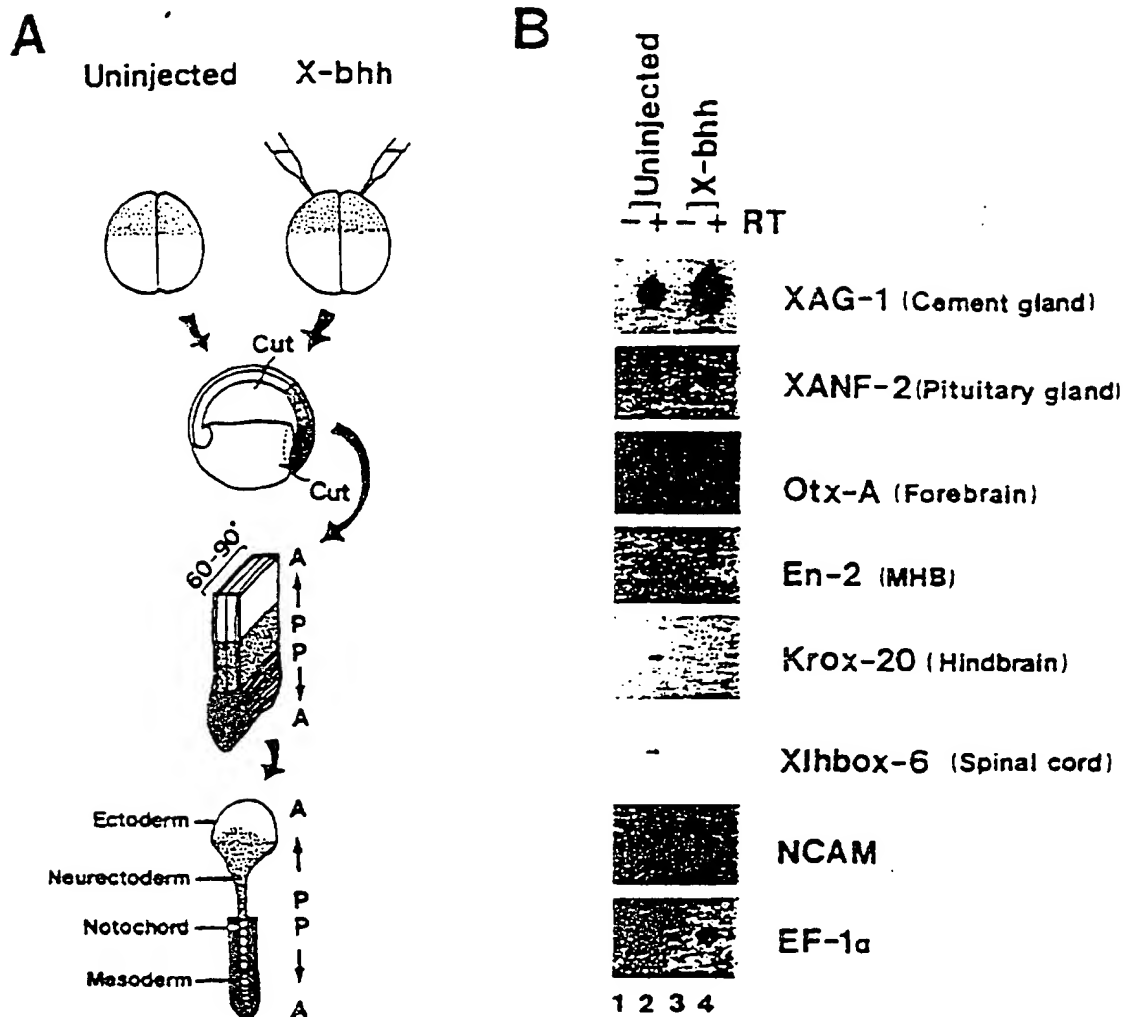 A
Uninjected X-bhh
Cut
Cut
60-90°
A
P
P
A
Ectoderm
Neurectoderm
Notochord
Mesoderm
A
P
P
A
B
]Uninjected
]X-bhh
- + - + RT
XAG-1 (Cement gland)
XANF-2 (Pituitary gland)
Otx-A (Forebrain)
En-2 (MHB)
Krox-20 (Hindbrain)
Xlhbox-6 (Spinal cord)
NCAM
EF-1α
1 2 3 4